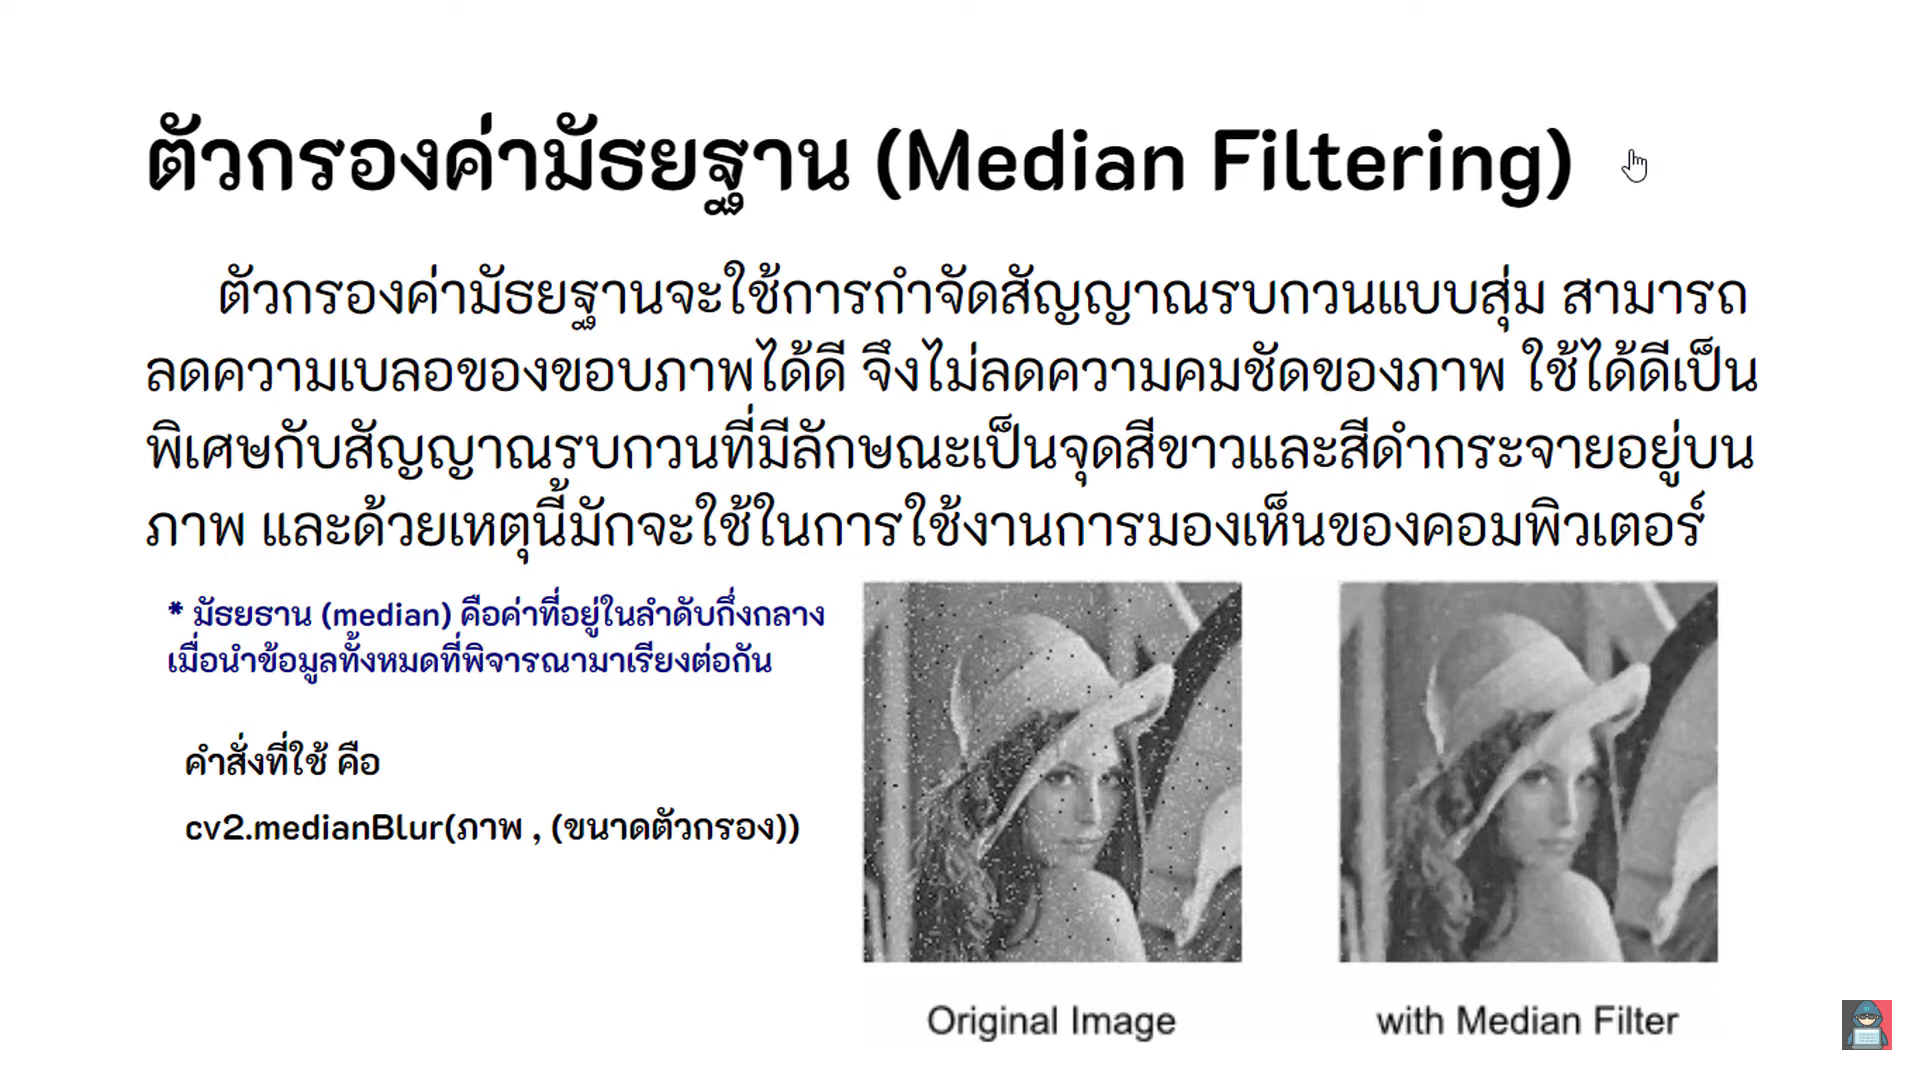 ตัวกรองค่ามัธยฐาน (Median Filtering)
ตัวกรองค่ามัธยฐานจะใช้การกำจัดสัญญาณรบกวนแบบสุ่ม สามารถ
ลดความเบลอของขอบภาพได้ดี จึงไม่ลดความคมชัดของภาพ ใช้ได้ดีเป็น
พิเศษกับสัญญาณรบกวนที่มีลักษณะเป็นจุดสีขาวและสีดำกระจายอยู่บน
ภาพ และด้วยเหตุนี้มักจะใช้ในการใช้งานการมองเห็นของคอมพิวเตอร์
* มัธยธาน (median) คือค่าที่อยู่ในลำดับกึ่งกลาง
เมื่อนำข้อมูลทั้งหมดที่พิจารณามาเรียงต่อกัน
คำสั่งที่ใช้ คือ
cv2.medianBlur(ภาพ , (ขนาดตัวกรอง))
Original Image
with Median Filter